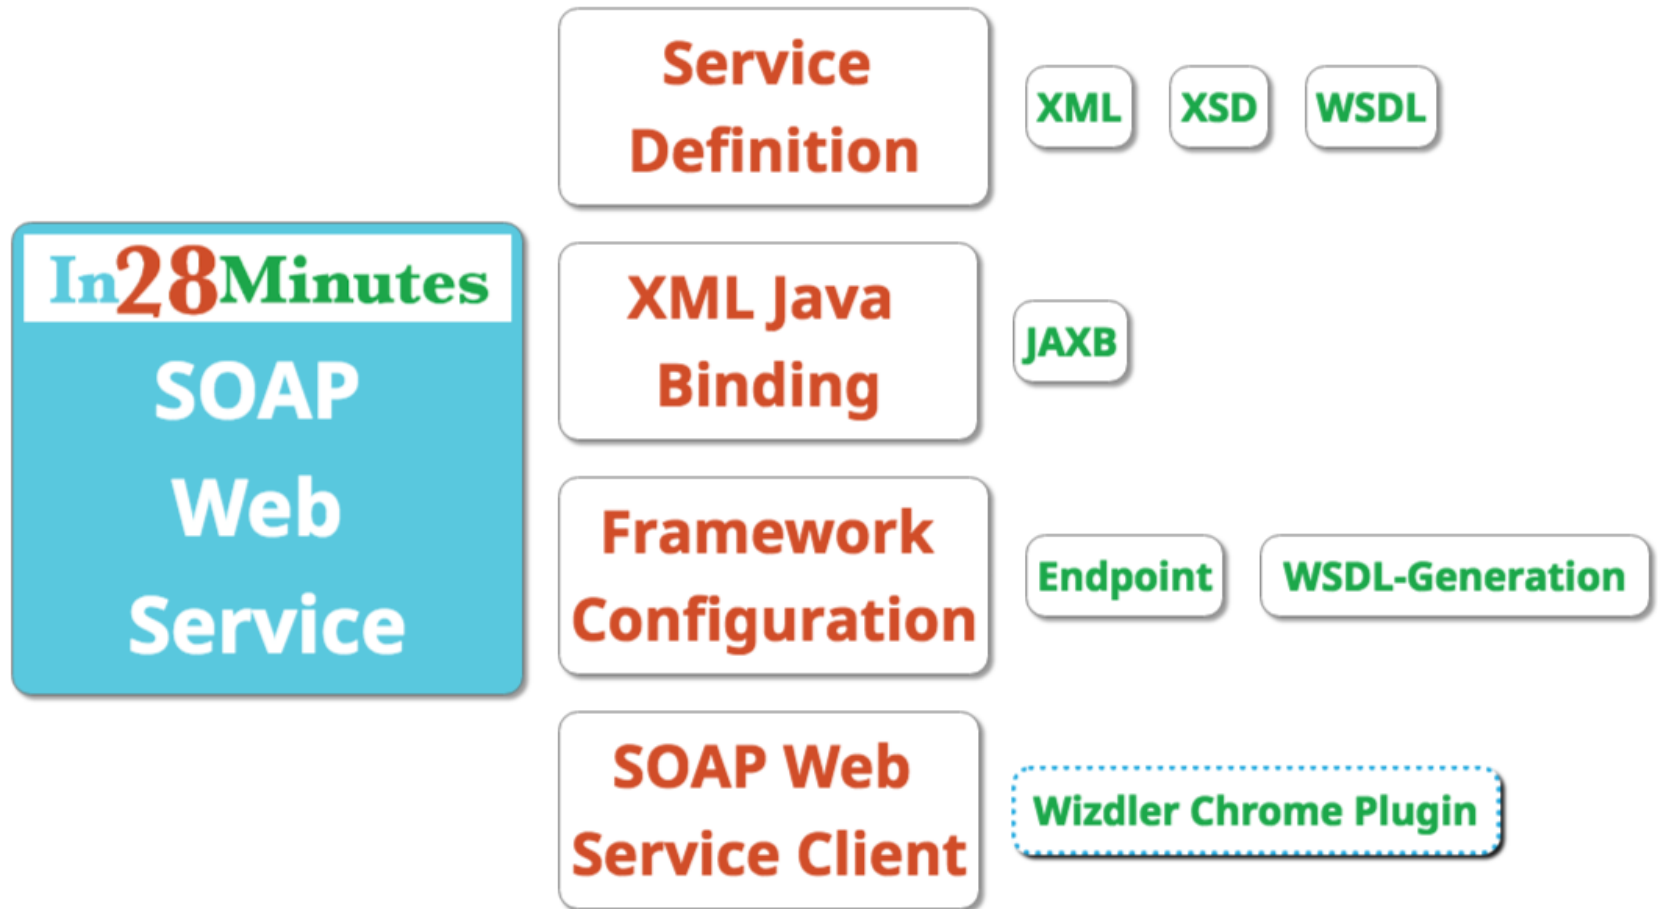 In28Minutes
SOAP
Web
Service
Service
Definition
XML
XSD
WSDL
XML Java
Binding
JAXB
Framework
Configuration
Endpoint
WSDL-Generation
SOAP Web
Service Client
Wizdler Chrome Plugin